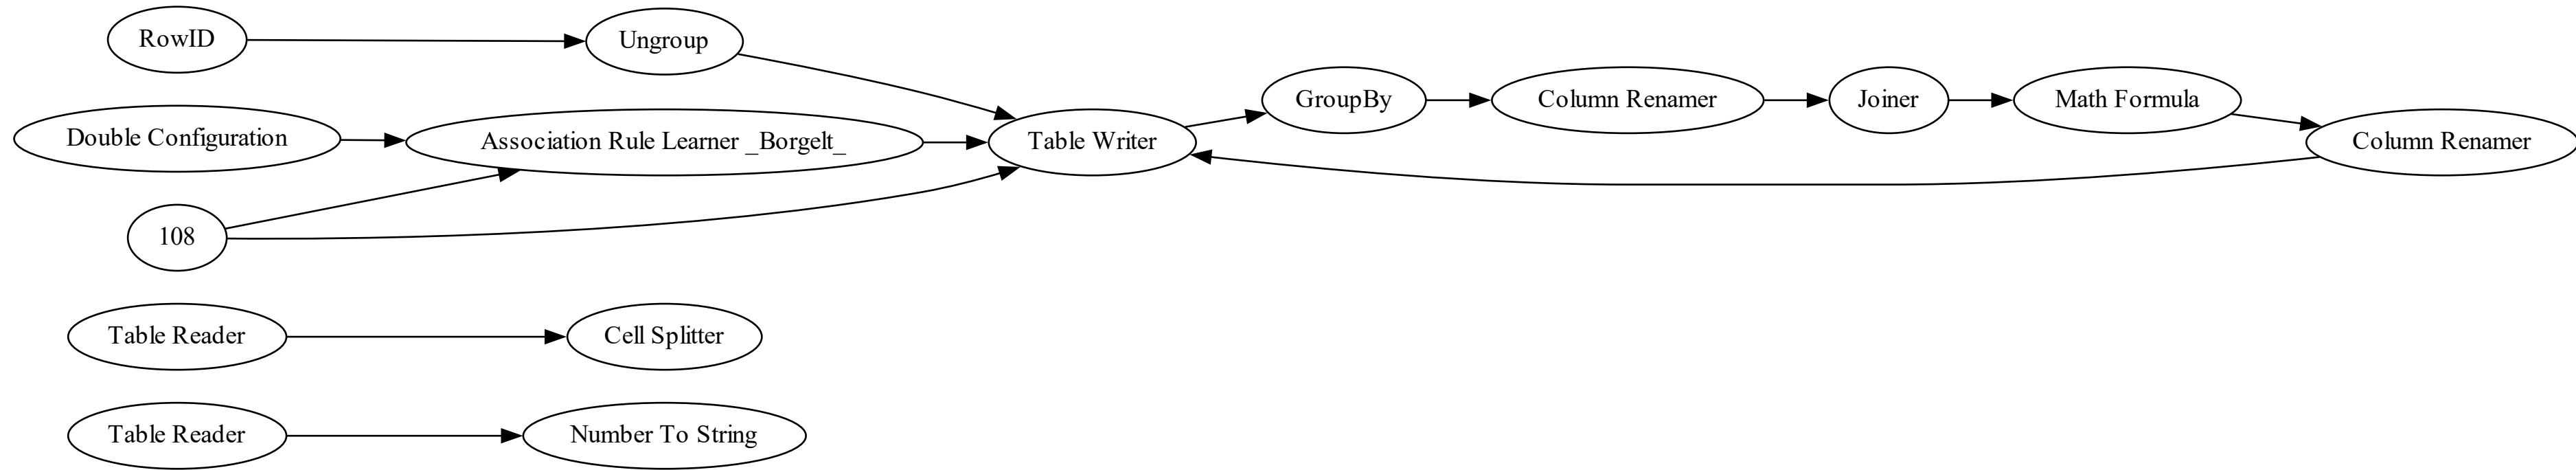 RowID
Ungroup
Double Configuration
Association Rule Learner _Borgelt_
Table Writer
GroupBy
Column Renamer
Joiner
Math Formula
Column Renamer
108
Table Reader
Cell Splitter
Table Reader
Number To String